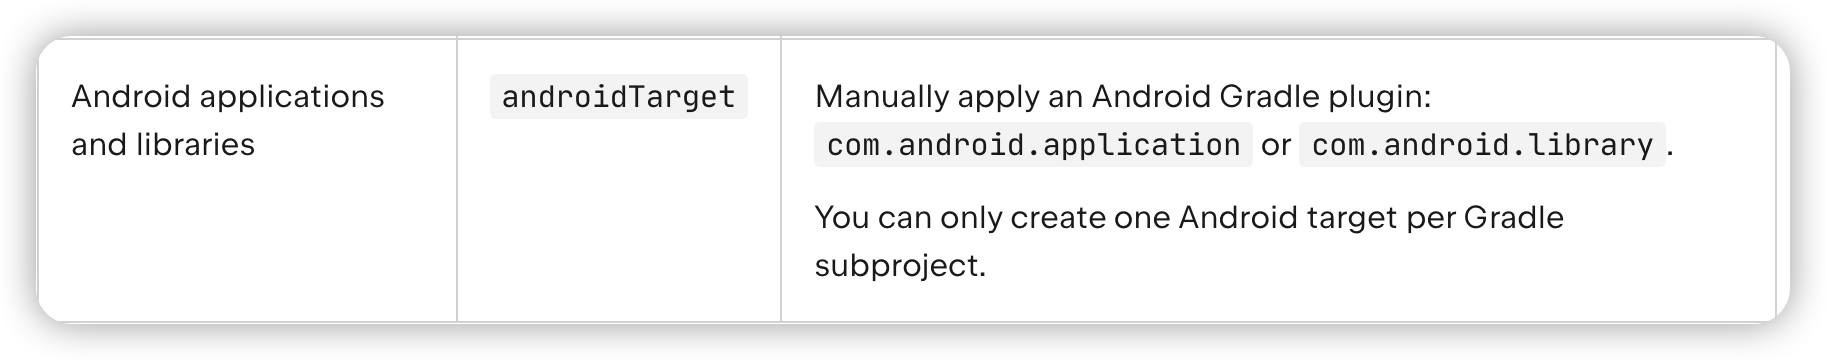 Android applications
and libraries
androidTarget
Manually apply an Android Gradle plugin:
com.android.application or com.android.library.
You can only create one Android target per Gradle
subproject.